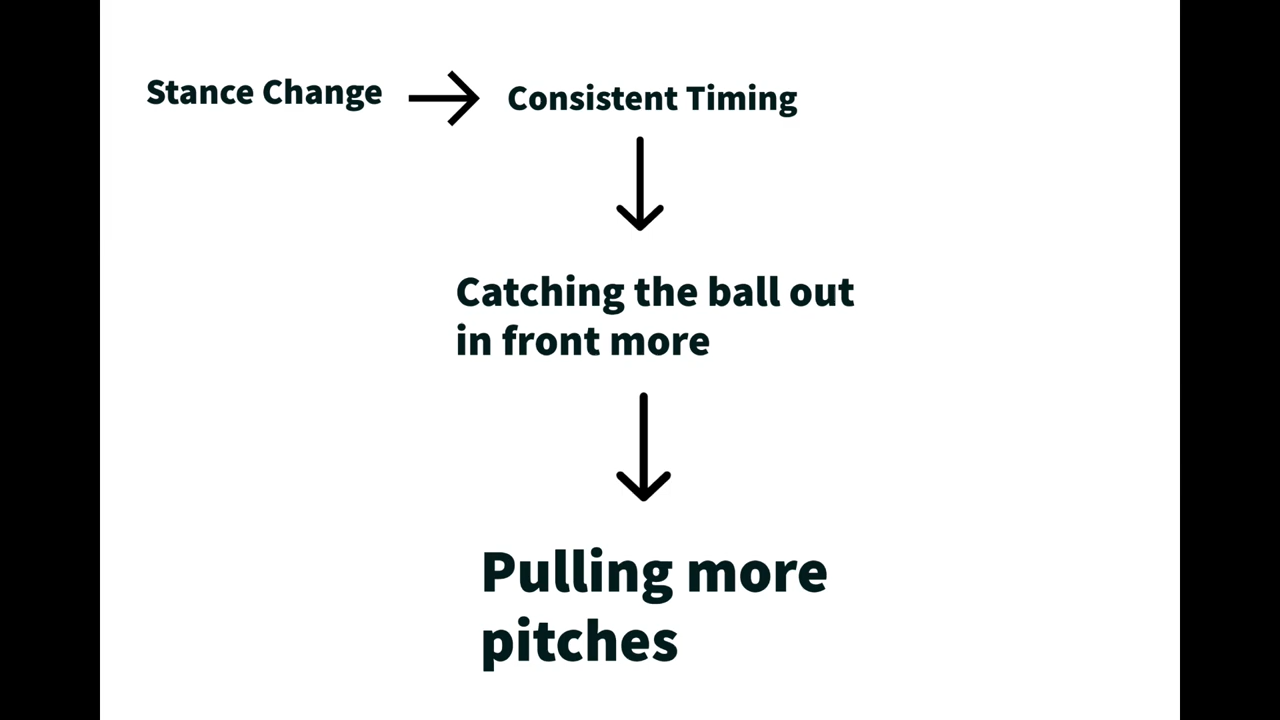 Stance Change
Consistent Timing
Catching the ball out
in front more
Pulling more
pitches